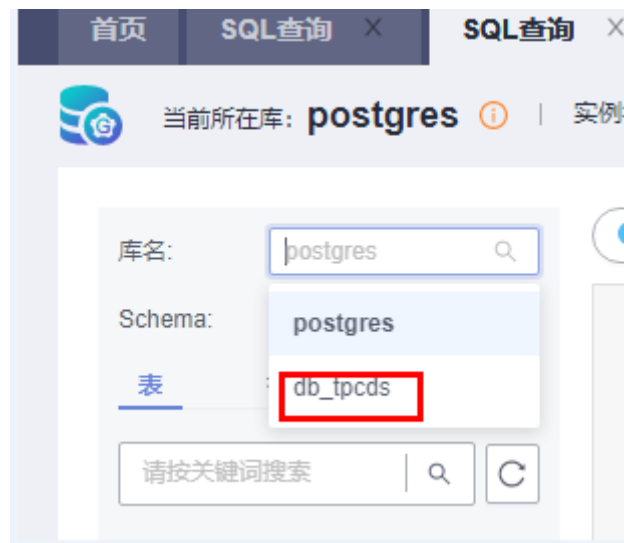 首页 SQL查询 × SQL查询 ×
当前所在库: postgres | 实例
库名: postgres
Schema: postgres
表 db_tpcds
请按关键词搜索